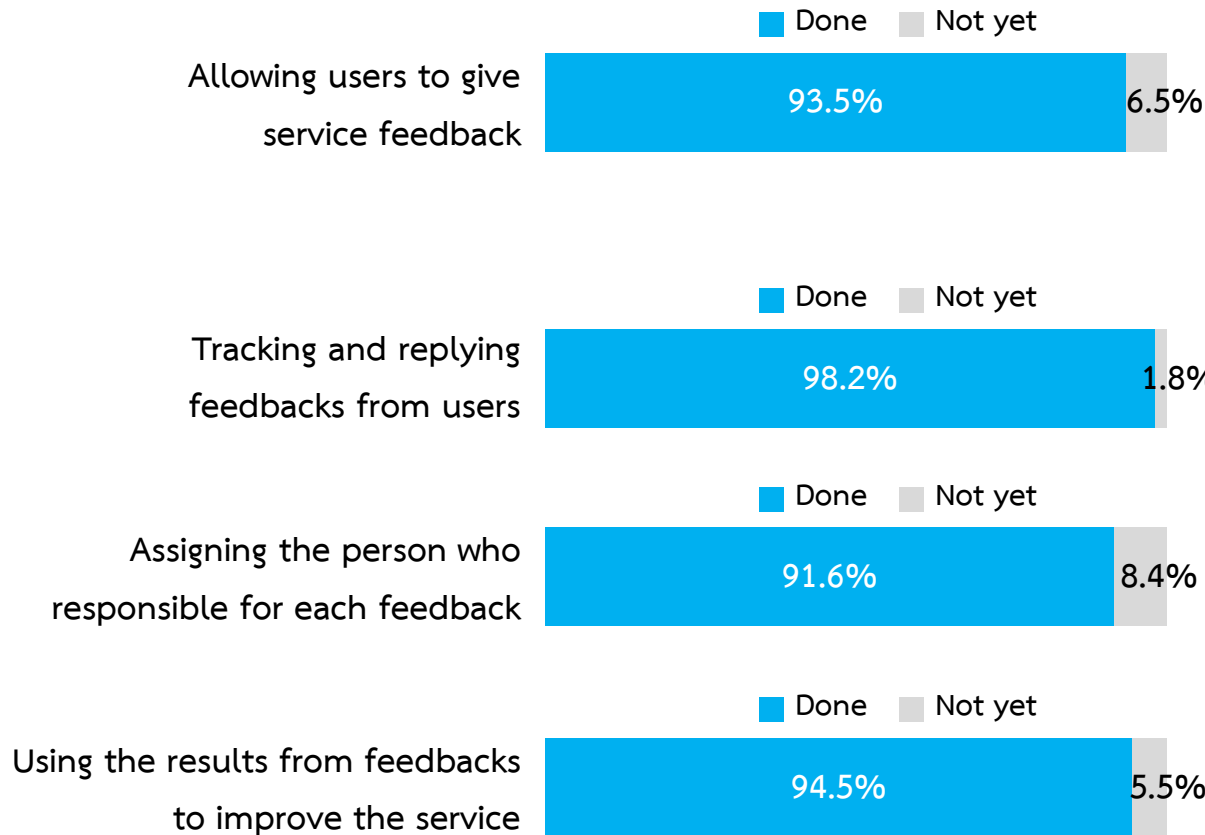 Done Not yet
Allowing users to give
service feedback
93.5% 6.5%
Done Not yet
Tracking and replying
feedbacks from users
98.2% 1.8%
Done Not yet
Assigning the person who
responsible for each feedback
91.6% 8.4%
Done Not yet
Using the results from feedbacks
to improve the service
94.5% 5.5%